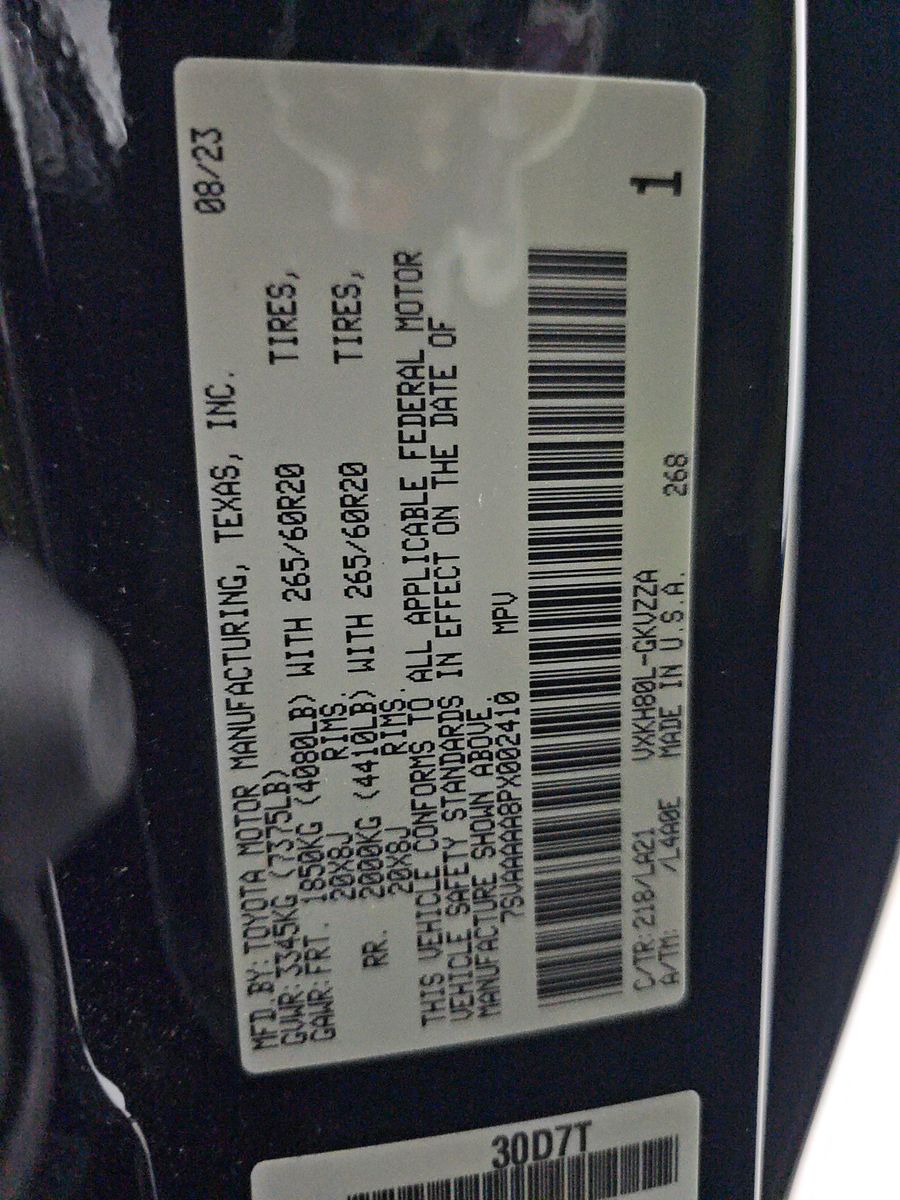 08/23
MFD.BY: TOYOTA MOTOR MANUFACTURING, TEXAS, INC.
GVWR: 3345KG (7375LB)
GAWR:FRT. 1850KG (4080LB) WITH 265/60R20 TIRES,
20X8J RIMS.
RR. 2000KG (4410LB) WITH 265/60R20 TIRES,
20X8J RIMS.
THIS VEHICLE CONFORMS TO ALL APPLICABLE FEDERAL MOTOR
VEHICLE SAFETY STANDARDS IN EFFECT ON THE DATE OF
MANUFACTURE SHOWN ABOVE.
7SVAAAAA8PX002410 MPV
C/TR:218/LA21 VXKH80L-GKVZZA
A/TM: /L4A0E MADE IN U.S.A. 268
1
30D7T